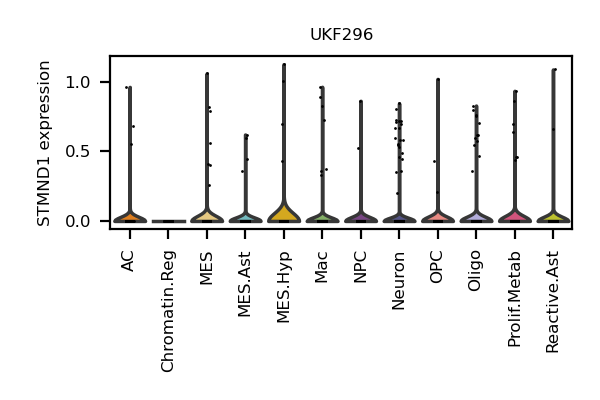 UKF296
STMND1 expression
1.0
0.5
0.0
AC
Chromatin.Reg
MES
MES.Ast
MES.Hyp
Mac
NPC
Neuron
OPC
Oligo
Prolif.Metab
Reactive.Ast